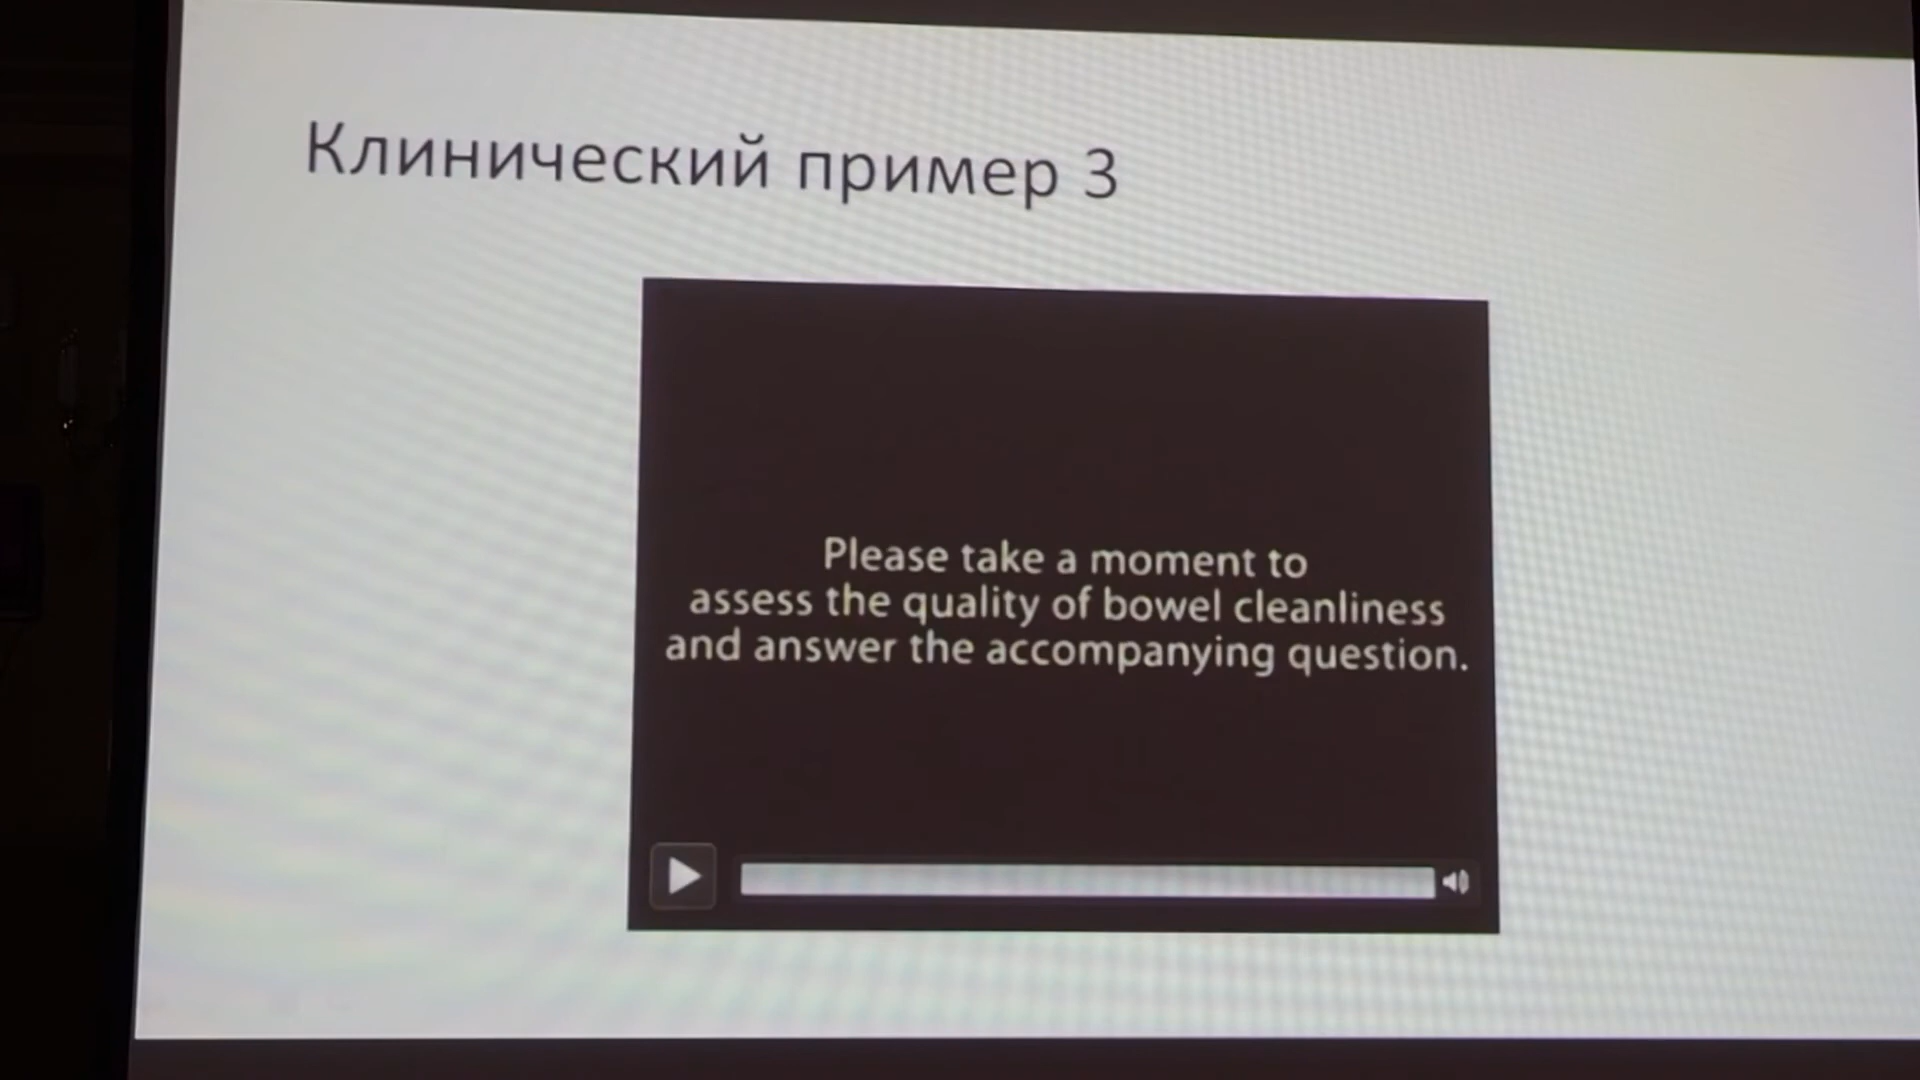 Клинический пример 3
Please take a moment to
assess the quality of bowel cleanliness
and answer the accompanying question.